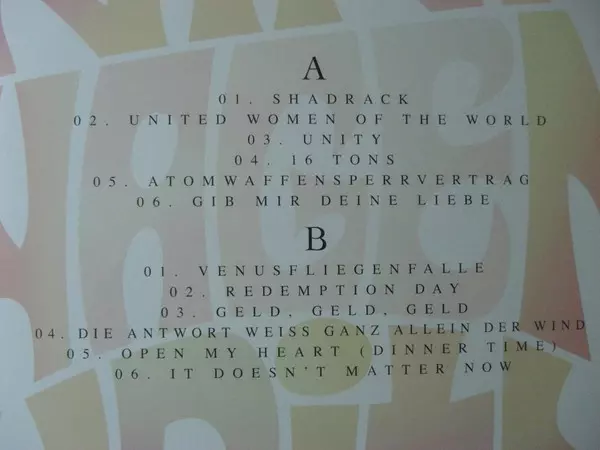 A
01. SHADRACK
02. UNITED WOMEN OF THE WORLD
03. UNITY
04. 16 TONS
05. ATOMWAFFENSPERRVERTRAG
06. GIB MIR DEINE LIEBE
B
01. VENUSFLIEGENFALLE
02. REDEMPTION DAY
03. GELD, GELD, GELD
04. DIE ANTWORT WEISS GANZ ALLEIN DER WIND
05. OPEN MY HEART (DINNER TIME)
06. IT DOESN'T MATTER NOW